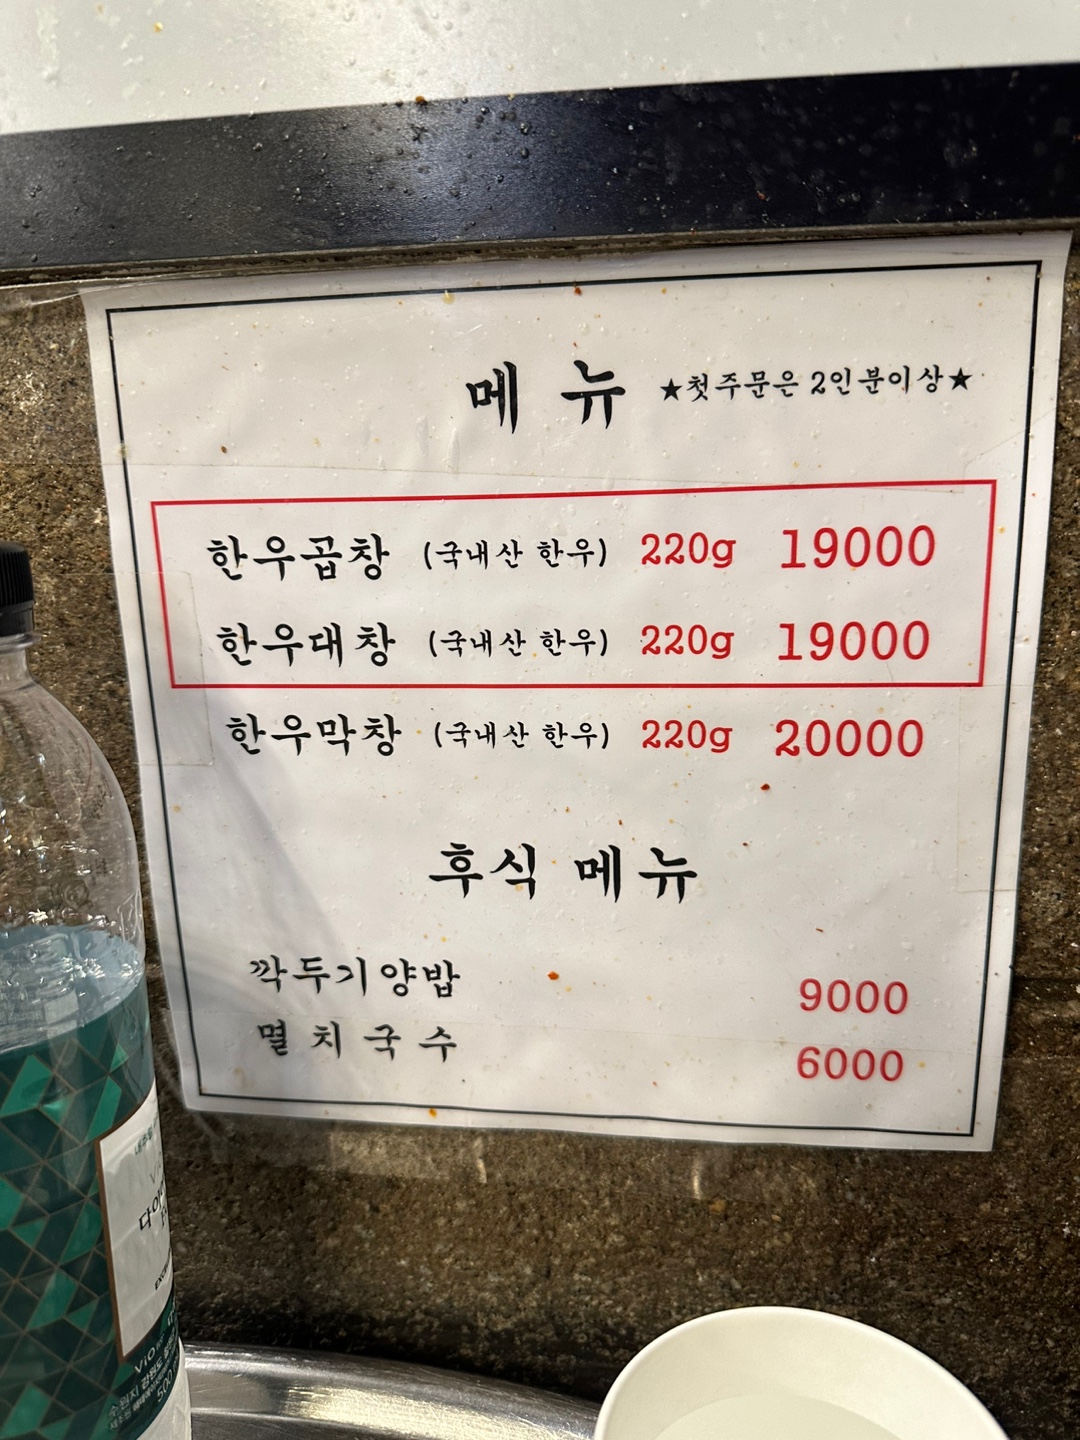 메 뉴 ★첫주문은 2인분이상★
한우곱창 (국내산 한우) 220g 19000
한우대창 (국내산 한우) 220g 19000
한우막창 (국내산 한우) 220g 20000
후식 메뉴
깍두기양밥 9000
멸치국수 6000